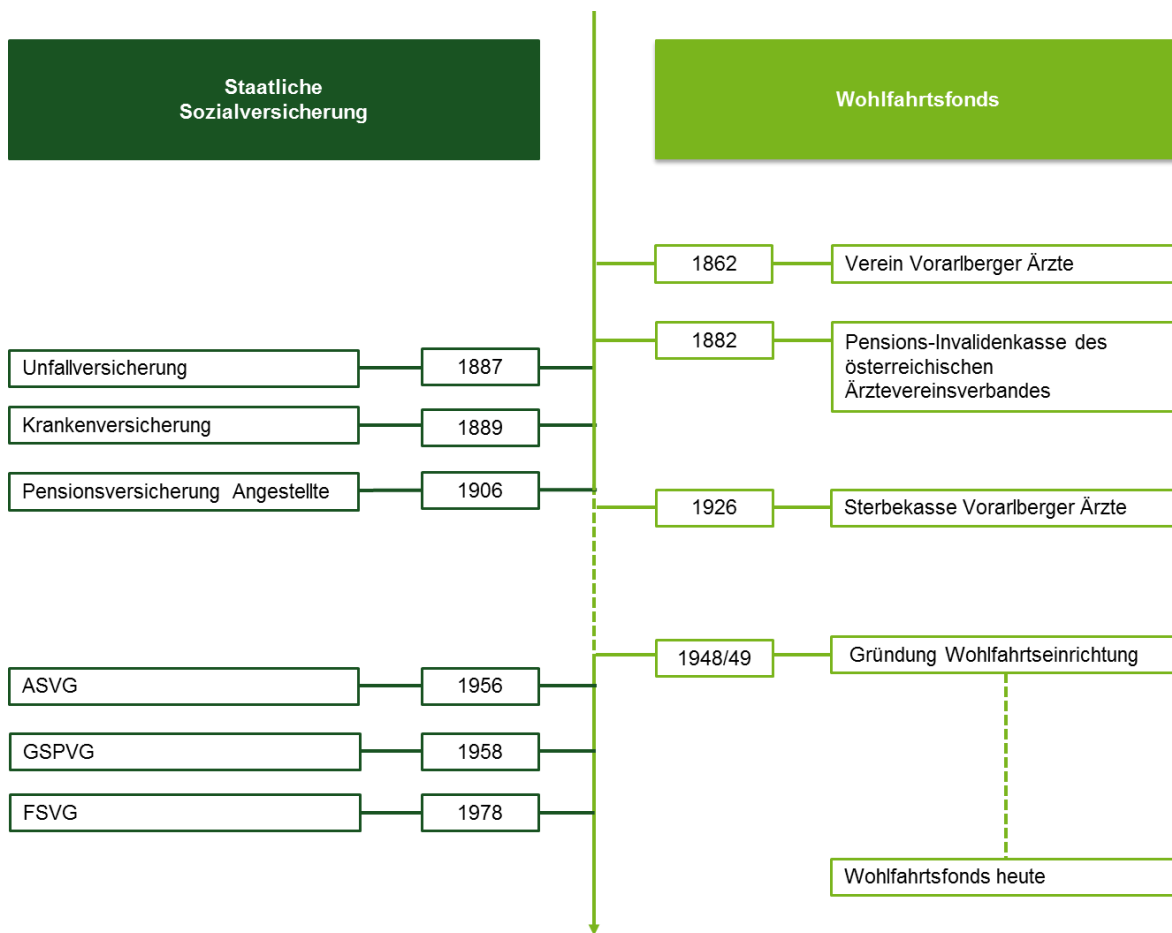 Staatliche
Sozialversicherung
Wohlfahrtsfonds
1862
Verein Vorarlberger Ärzte
1882
Pensions-Invalidenkasse des
österreichischen
Ärztevereinsverbandes
Unfallversicherung
1887
Krankenversicherung
1889
Pensionsversicherung Angestellte
1906
1926
Sterbekasse Vorarlberger Ärzte
1948/49
Gründung Wohlfahrtseinrichtung
ASVG
1956
GSPVG
1958
FSVG
1978
Wohlfahrtsfonds heute